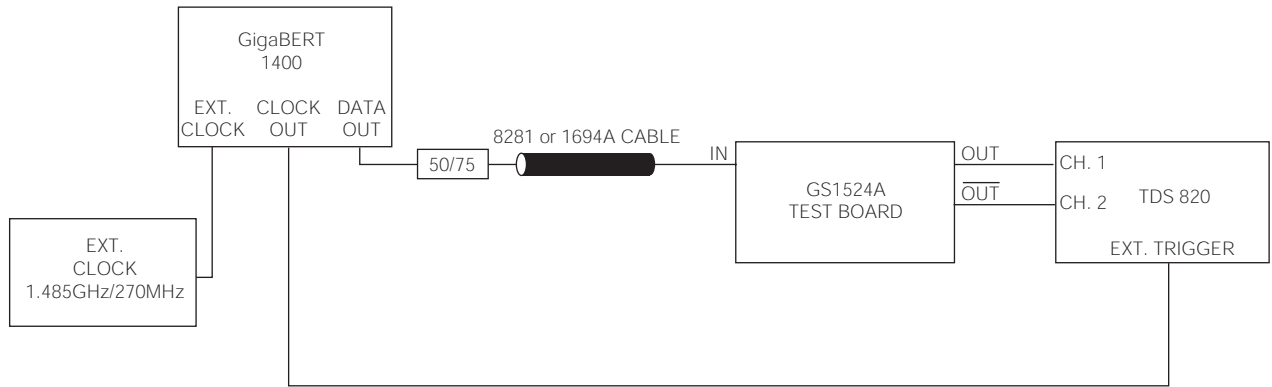 GigaBERT
1400
EXT.
CLOCK
CLOCK
OUT
DATA
OUT
8281 or 1694A CABLE
50/75
IN
GS1524A
TEST BOARD
OUT
OUT
CH. 1
CH. 2
TDS 820
EXT. TRIGGER
EXT.
CLOCK
1.485GHz/270MHz